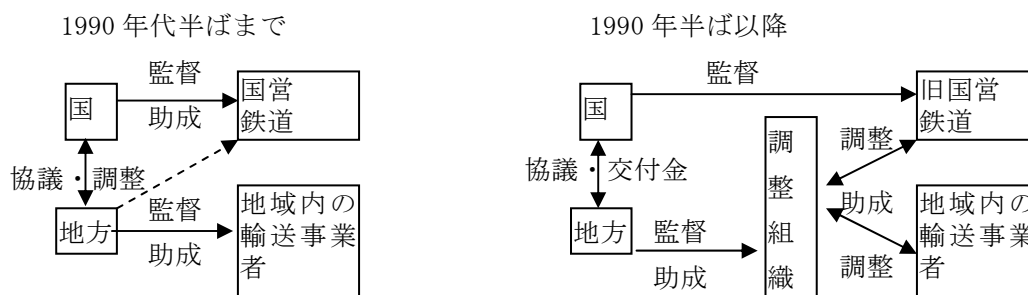 1990 年代半ばまで
監督
国
国営
鉄道
助成
協議・調整
監督
地方
助成
地域内の
輸送事業
者
1990 年半ば以降
監督
国
旧国営
鉄道
調整組織
調整
協議・交付金
助成
地方
監督
助成
地域内の
輸送事業
者
調整